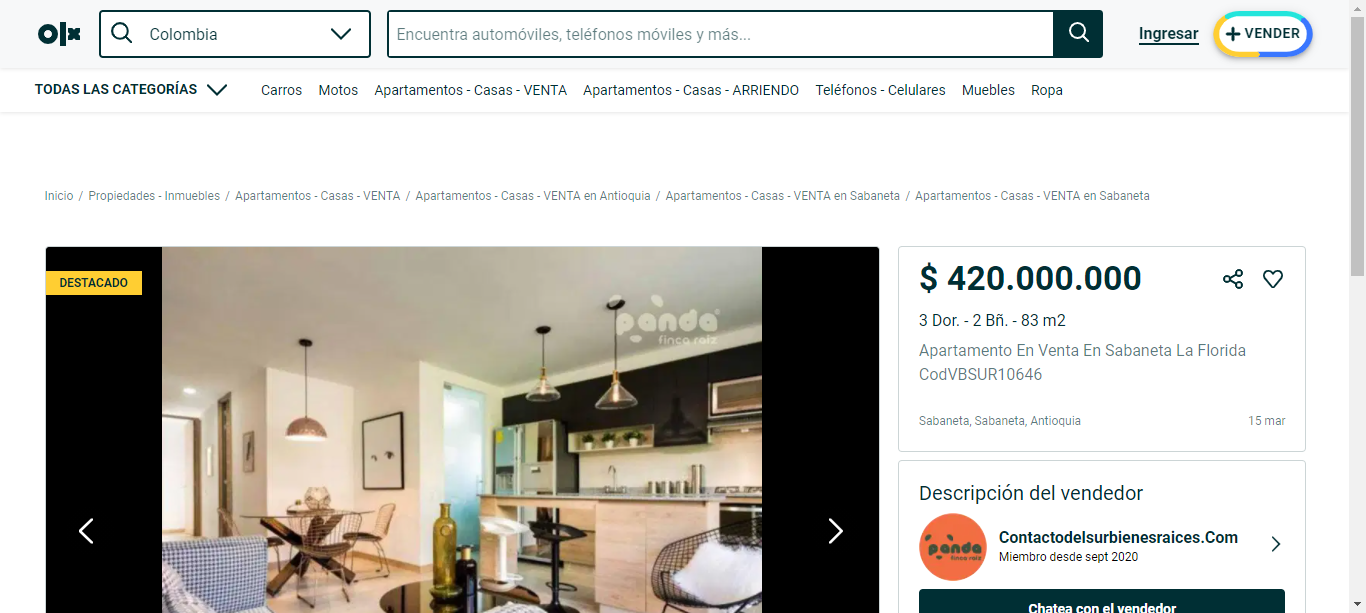 olx
Colombia
Encuentra automóviles, teléfonos móviles y más...
Ingresar
VENDER
TODAS LAS CATEGORÍAS
Carros
Motos
Apartamentos - Casas - VENTA
Apartamentos - Casas - ARRIENDO
Teléfonos - Celulares
Muebles
Ropa
Inicio / Propiedades - Inmuebles / Apartamentos - Casas - VENTA / Apartamentos - Casas - VENTA en Antioquia / Apartamentos - Casas - VENTA en Sabaneta / Apartamentos - Casas - VENTA en Sabaneta
DESTACADO
panda
finca raíz
$ 420.000.000
3 Dor. - 2 Bñ. - 83 m2
Apartamento En Venta En Sabaneta La Florida
CodVBSUR10646
Sabaneta, Sabaneta, Antioquia
15 mar
Descripción del vendedor
panda
finca raíz
Contactodelsurbienesraices.Com
Miembro desde sept 2020
Chatea con el vendedor